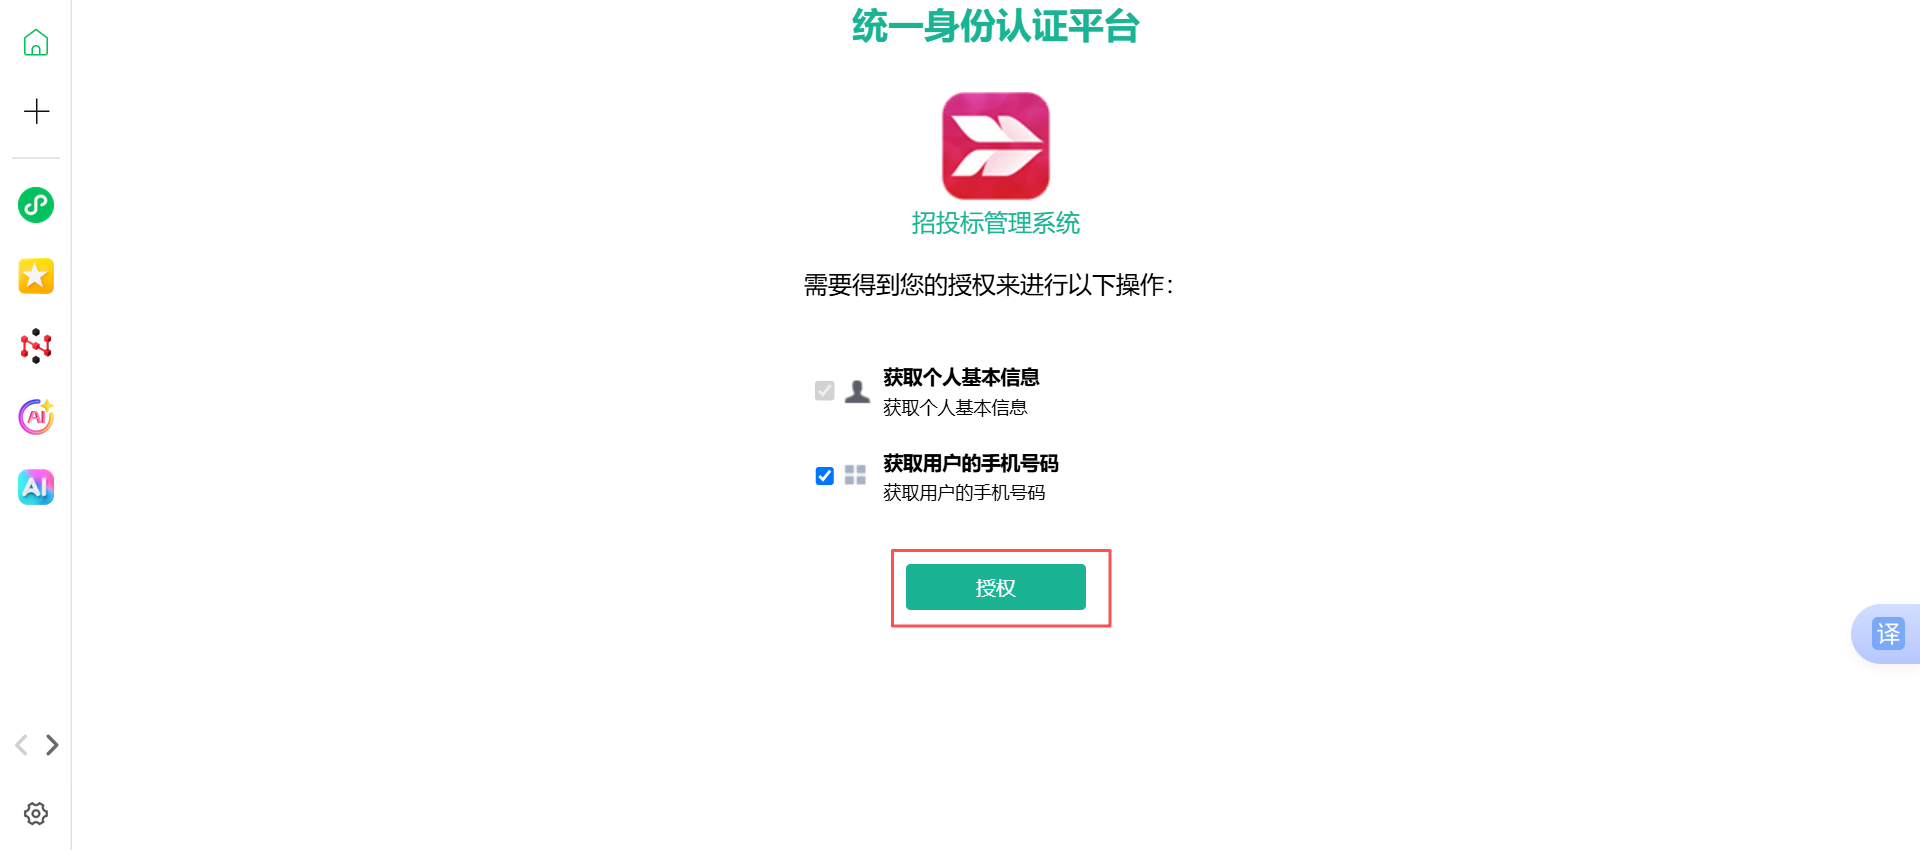 统一身份认证平台
招投标管理系统
需要得到您的授权来进行以下操作：
获取个人基本信息
获取个人基本信息
获取用户的手机号码
获取用户的手机号码
授权
AI
AI
译